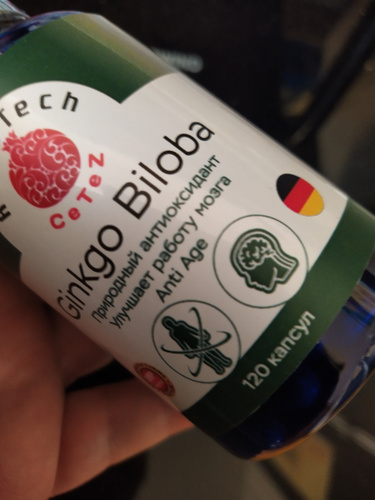 Tech
CeTeZ
Ginkgo Biloba
Природный антиоксидант
Улучшает работу мозга
Anti Age
120 капсул